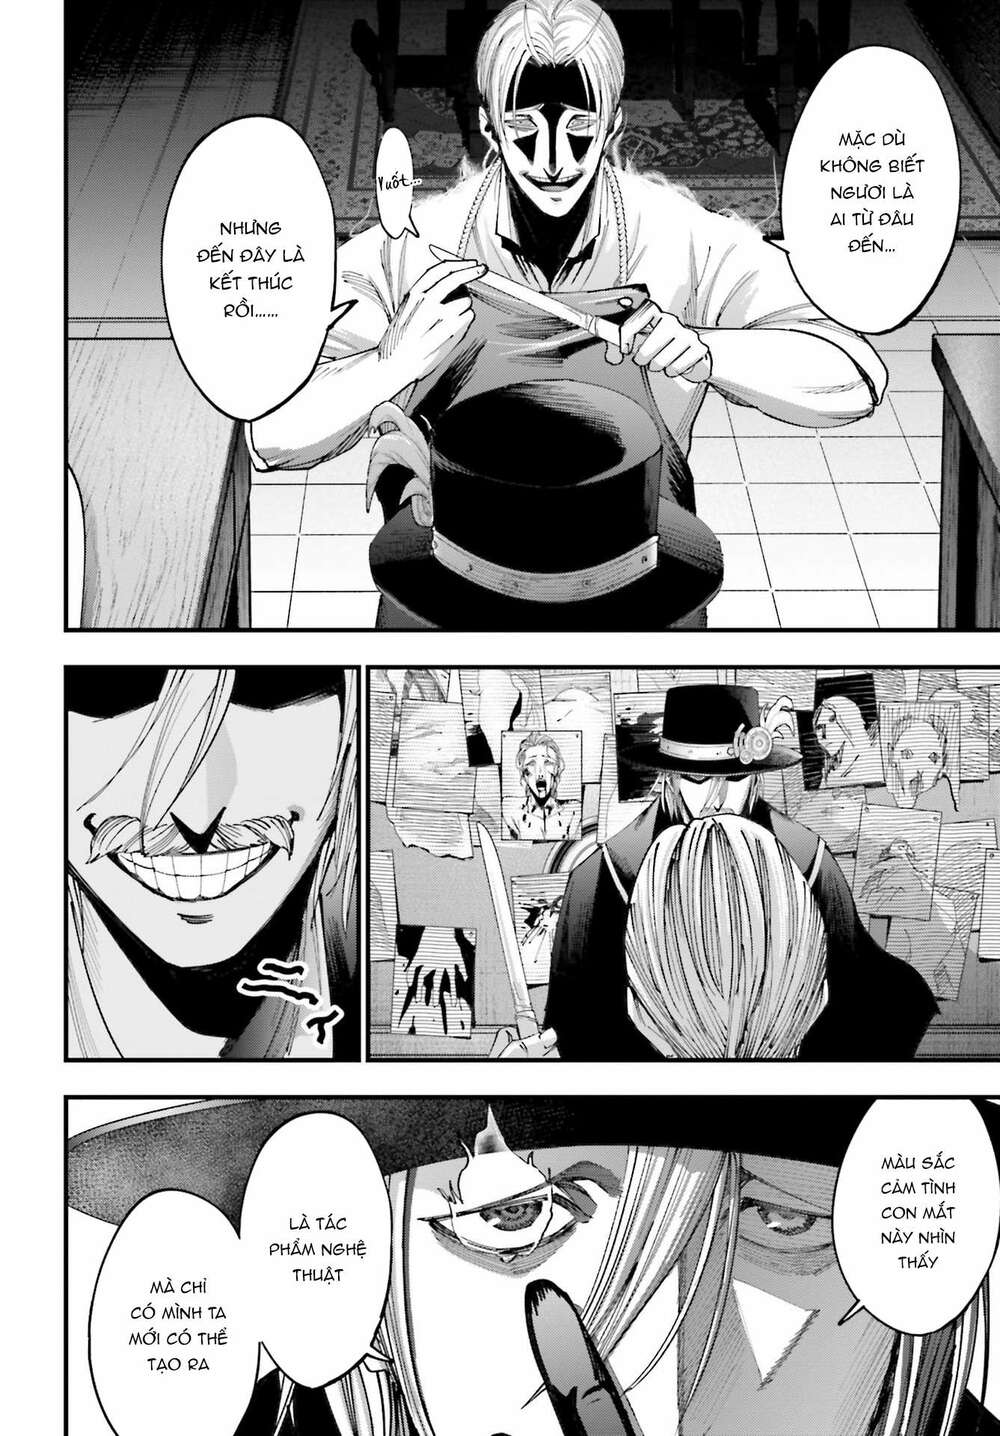 MẶC DÙ
KHÔNG BIẾT
NGƯƠI LÀ
AI TỪ ĐÂU
ĐẾN...
Vuốt...
NHƯNG
ĐẾN ĐÂY LÀ
KẾT THÚC
RỒI......
MÀU SẮC
CẢM TÌNH
CON MẮT
NÀY NHÌN
THẤY
LÀ TÁC
PHẨM NGHỆ
THUẬT
MÀ CHỈ
CÓ MÌNH TA
MỚI CÓ THỂ
TẠO RA